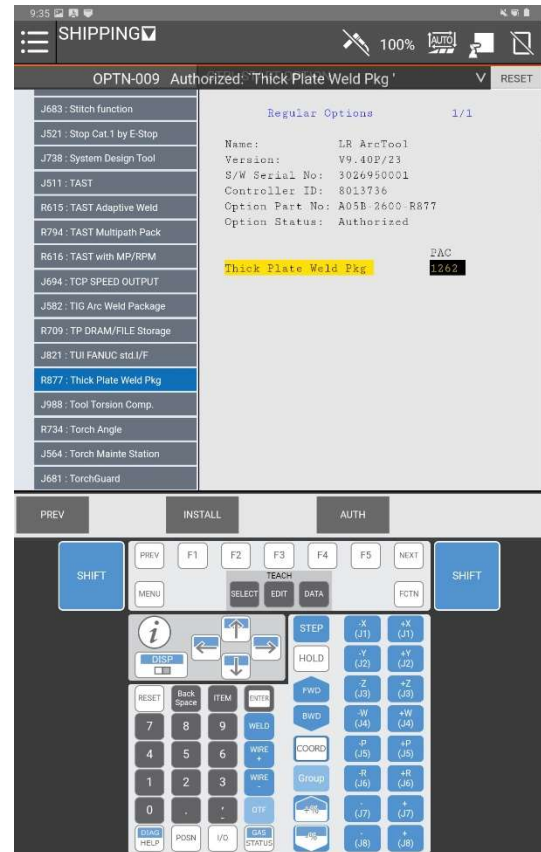 9:35
SHIPPING
100%
AUTO
OPTN-009 Authorized: 'Thick Plate Weld Pkg '
RESET
J683 : Stitch function
J521 : Stop Cat.1 by E-Stop
J738 : System Design Tool
J511 : TAST
R615 : TAST Adaptive Weld
R794 : TAST Multipath Pack
R616 : TAST with MP/RPM
J694 : TCP SPEED OUTPUT
J582 : TIG Arc Weld Package
R709 : TP DRAM/FILE Storage
J821 : TUI FANUC std.I/F
R877 : Thick Plate Weld Pkg
J988 : Tool Torsion Comp.
R734 : Torch Angle
J564 : Torch Mainte Station
J681 : TorchGuard
Regular Options 1/1
Name: LR ArcTool
Version: V9.40P/23
S/W Serial No: 3026950001
Controller ID: 8013736
Option Part No: A05B-2600-R877
Option Status: Authorized
PAC
Thick Plate Weld Pkg 1262
PREV INSTALL AUTH
SHIFT PREV F1 F2 F3 F4 F5 NEXT SHIFT
TEACH
MENU SELECT EDIT DATA FCTN
i STEP -X (J1) +X (J1)
DISP HOLD -Y (J2) +Y (J2)
RESET Back Space ITEM ENTER FWD -Z (J3) +Z (J3)
7 8 9 WELD BWD -W (J4) +W (J4)
4 5 6 WIRE + COORD -P (J5) +P (J5)
1 2 3 WIRE - Group -R (J6) +R (J6)
0 . , - OTF +% - (J7) + (J7)
DIAG HELP POSN I/O GAS STATUS -% - (J8) + (J8)